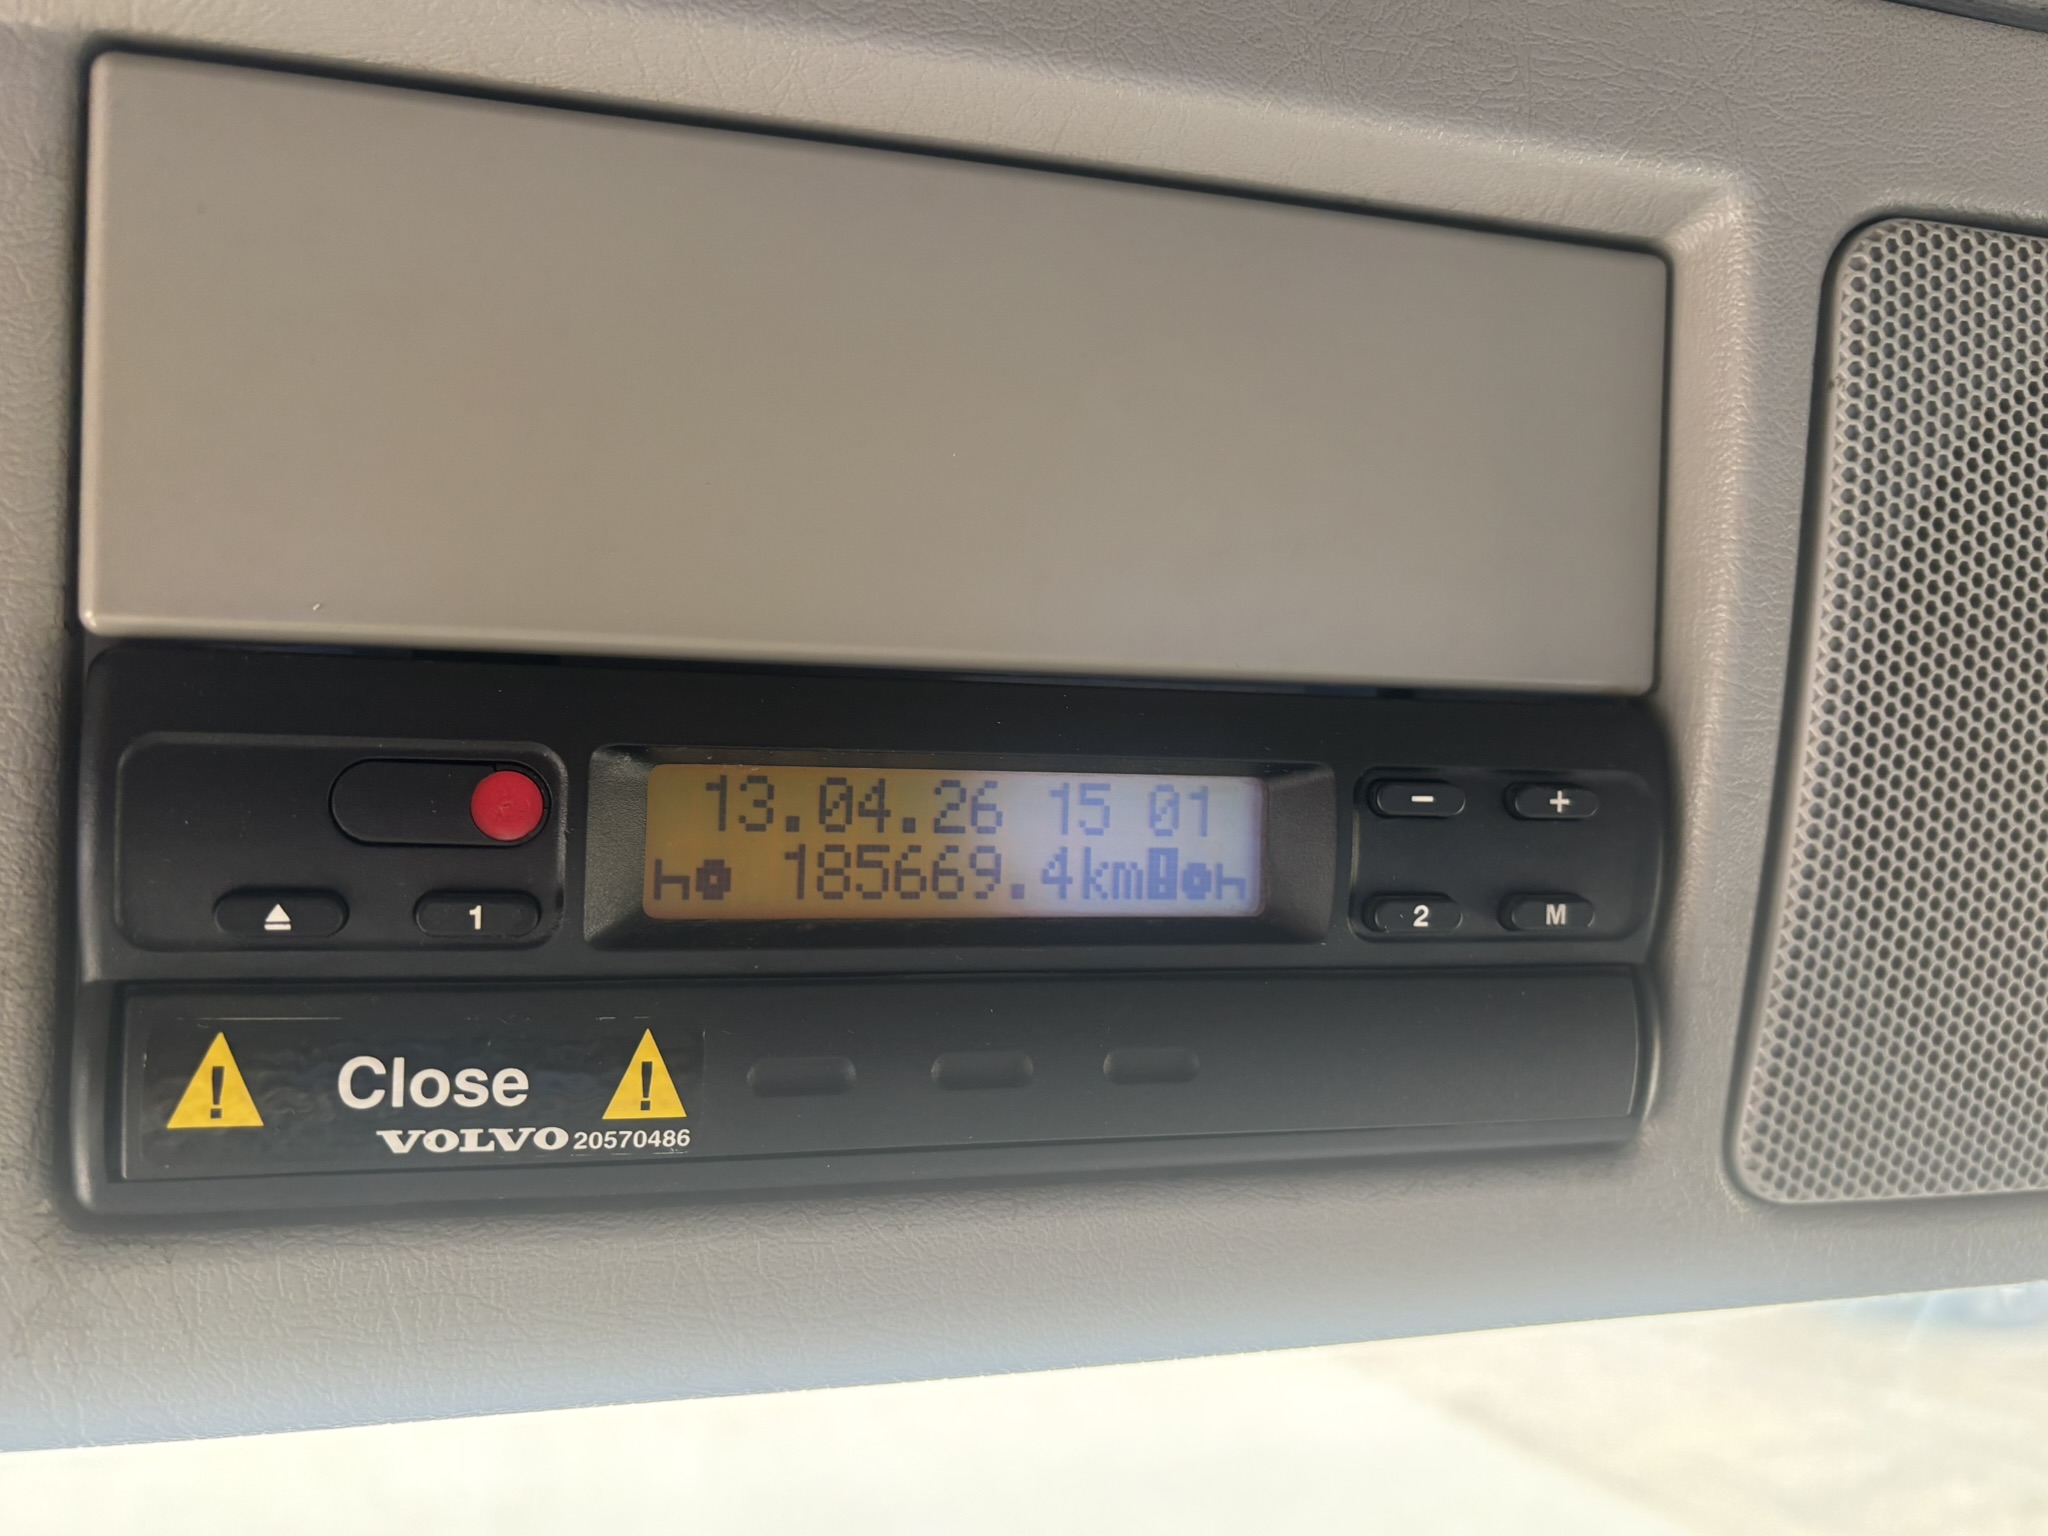 13.04.26 15 01
185669.4km
- +
1 2 M
Close
VOLVO 20570486